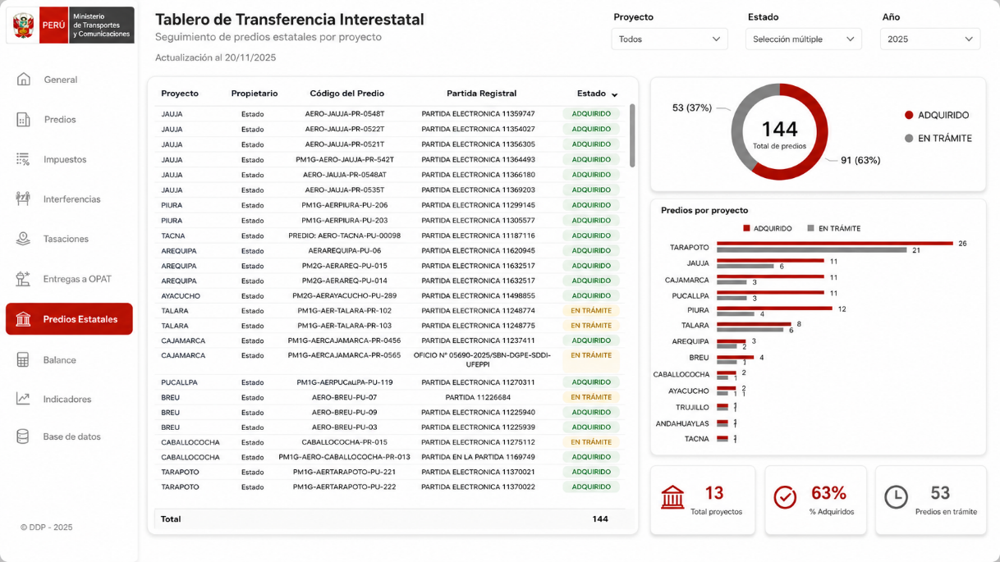 PERÚ
Ministerio
de Transportes
y Comunicaciones
General
Predios
Impuestos
Interferencias
Tasaciones
Entregas a OPAT
Predios Estatales
Balance
Indicadores
Base de datos
© DDP - 2025
Tablero de Transferencia Interestatal
Seguimiento de predios estatales por proyecto
Actualización al 20/11/2025
Proyecto Estado Año
Todos Selección múltiple 2025
Proyecto Propietario Código del Predio Partida Registral Estado
JAUJA Estado AERO-JAUJA-PR-0548T PARTIDA ELECTRONICA 11359747 ADQUIRIDO
JAUJA Estado AERO-JAUJA-PR-0522T PARTIDA ELECTRONICA 11354027 ADQUIRIDO
JAUJA Estado AERO-JAUJA-PR-0521T PARTIDA ELECTRONICA 11356305 ADQUIRIDO
JAUJA Estado PM1G-AERO-JAUJA-PR-542T PARTIDA ELECTRONICA 11364493 ADQUIRIDO
JAUJA Estado AERO-JAUJA-PR-0548AT PARTIDA ELECTRONICA 11366180 ADQUIRIDO
JAUJA Estado AERO-JAUJA-PR-0535T PARTIDA ELECTRONICA 11369203 ADQUIRIDO
PIURA Estado PM1G-AERPIURA-PU-206 PARTIDA ELECTRONICA 11299145 ADQUIRIDO
PIURA Estado PM1G-AERPIURA-PU-203 PARTIDA ELECTRONICA 11305577 ADQUIRIDO
TACNA Estado PREDIO: AERO-TACNA-PU-00098 PARTIDA ELECTRONICA 11187116 ADQUIRIDO
AREQUIPA Estado AERAREQUIPA-PU-06 PARTIDA ELECTRONICA 11620945 ADQUIRIDO
AREQUIPA Estado PM2G-AERAREQ-PU-015 PARTIDA ELECTRONICA 11632517 ADQUIRIDO
AREQUIPA Estado PM2G-AERAREQ-PU-014 PARTIDA ELECTRONICA 11632517 ADQUIRIDO
AYACUCHO Estado PM2G-AERAYACUCHO-PU-289 PARTIDA ELECTRONICA 11498855 ADQUIRIDO
TALARA Estado PM1G-AER-TALARA-PR-102 PARTIDA ELECTRONICA 11248774 EN TRÁMITE
TALARA Estado PM1G-AER-TALARA-PR-103 PARTIDA ELECTRONICA 11248775 EN TRÁMITE
CAJAMARCA Estado PM1G-AERCAJAMARCA-PR-0456 PARTIDA ELECTRONICA 11237411 ADQUIRIDO
CAJAMARCA Estado PM1G-AERCAJAMARCA-PR-0565 OFICIO N° 05690-2025/SBN-DGPE-SDDI- EN TRÁMITE
UFEPPI
PUCALLPA Estado PM1G-AERPUCaLLPA-PU-119 PARTIDA ELECTRONICA 11270311 ADQUIRIDO
BREU Estado AERO-BREU-PU-07 PARTIDA 11226684 EN TRÁMITE
BREU Estado AERO-BREU-PU-09 PARTIDA ELECTRONICA 11225940 ADQUIRIDO
BREU Estado AERO-BREU-PU-03 PARTIDA ELECTRONICA 11225939 ADQUIRIDO
CABALLOCOCHA Estado CABALLOCOCHA-PR-015 PARTIDA ELECTRONICA 11275112 EN TRÁMITE
CABALLOCOCHA Estado PM1G-AERO-CABALLOCOCHA-PR-013 PARTIDA EN LA PARTIDA 1169749 ADQUIRIDO
TARAPOTO Estado PM1G-AERTARAPOTO-PU-221 PARTIDA ELECTRONICA 11370021 ADQUIRIDO
TARAPOTO Estado PM1G-AERTARAPOTO-PU-222 PARTIDA ELECTRONICA 11370022 ADQUIRIDO
Total 144
53 (37%)
144
Total de predios
91 (63%)
ADQUIRIDO
EN TRÁMITE
Predios por proyecto
ADQUIRIDO EN TRÁMITE
TARAPOTO 26
21
JAUJA 11
6
CAJAMARCA 11
3
PUCALLPA 11
3
PIURA 12
4
TALARA 8
6
AREQUIPA 3
2
BREU 4
1
CABALLOCOCHA 2
1
AYACUCHO 2
1 1
TRUJILLO 1
1
ANDAHUAYLAS 1
1
TACNA 1
1
13
Total proyectos
63%
% Adquiridos
53
Predios en trámite